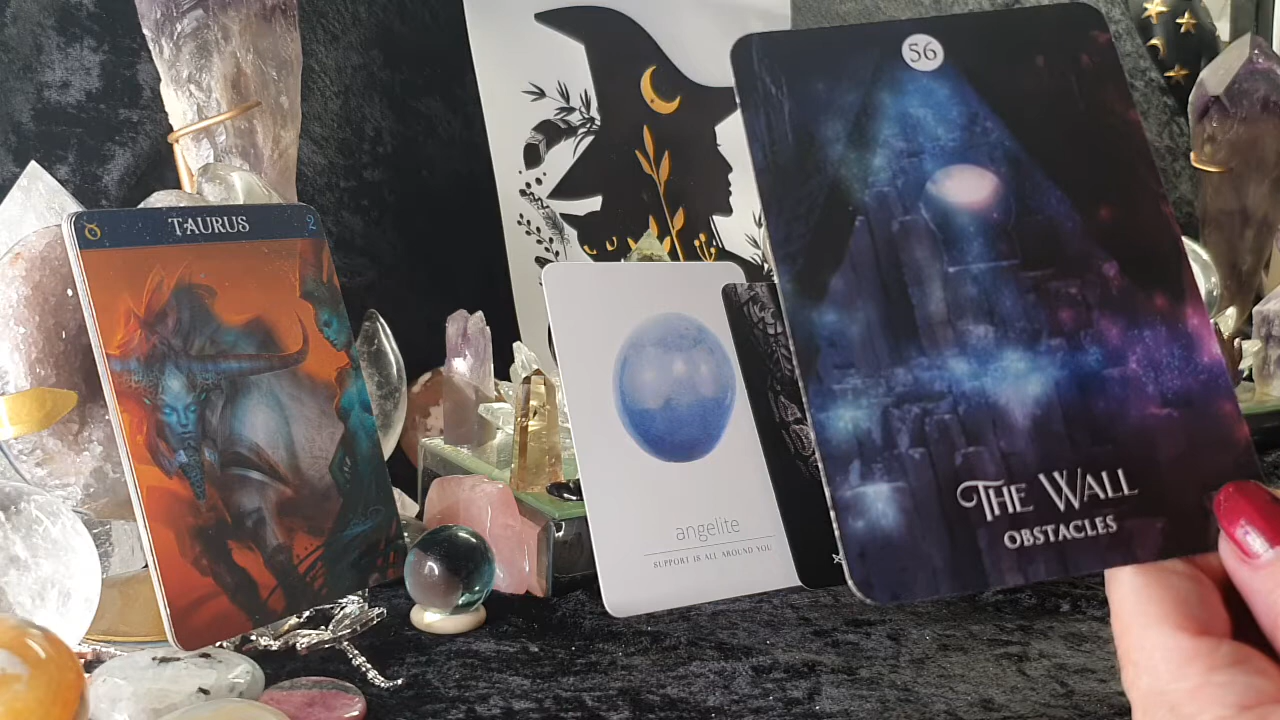 ♉ TAURUS 2
angelite
SUPPORT IS ALL AROUND YOU
56
THE WALL
OBSTACLES